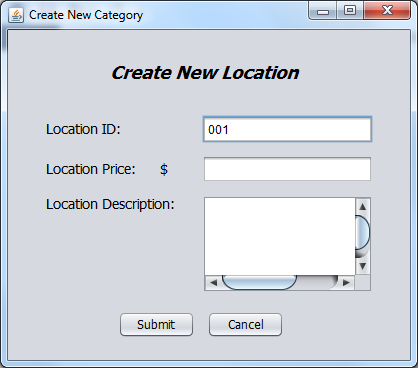 Create New Category
Create New Location
Location ID: 001
Location Price: $
Location Description:
Submit Cancel